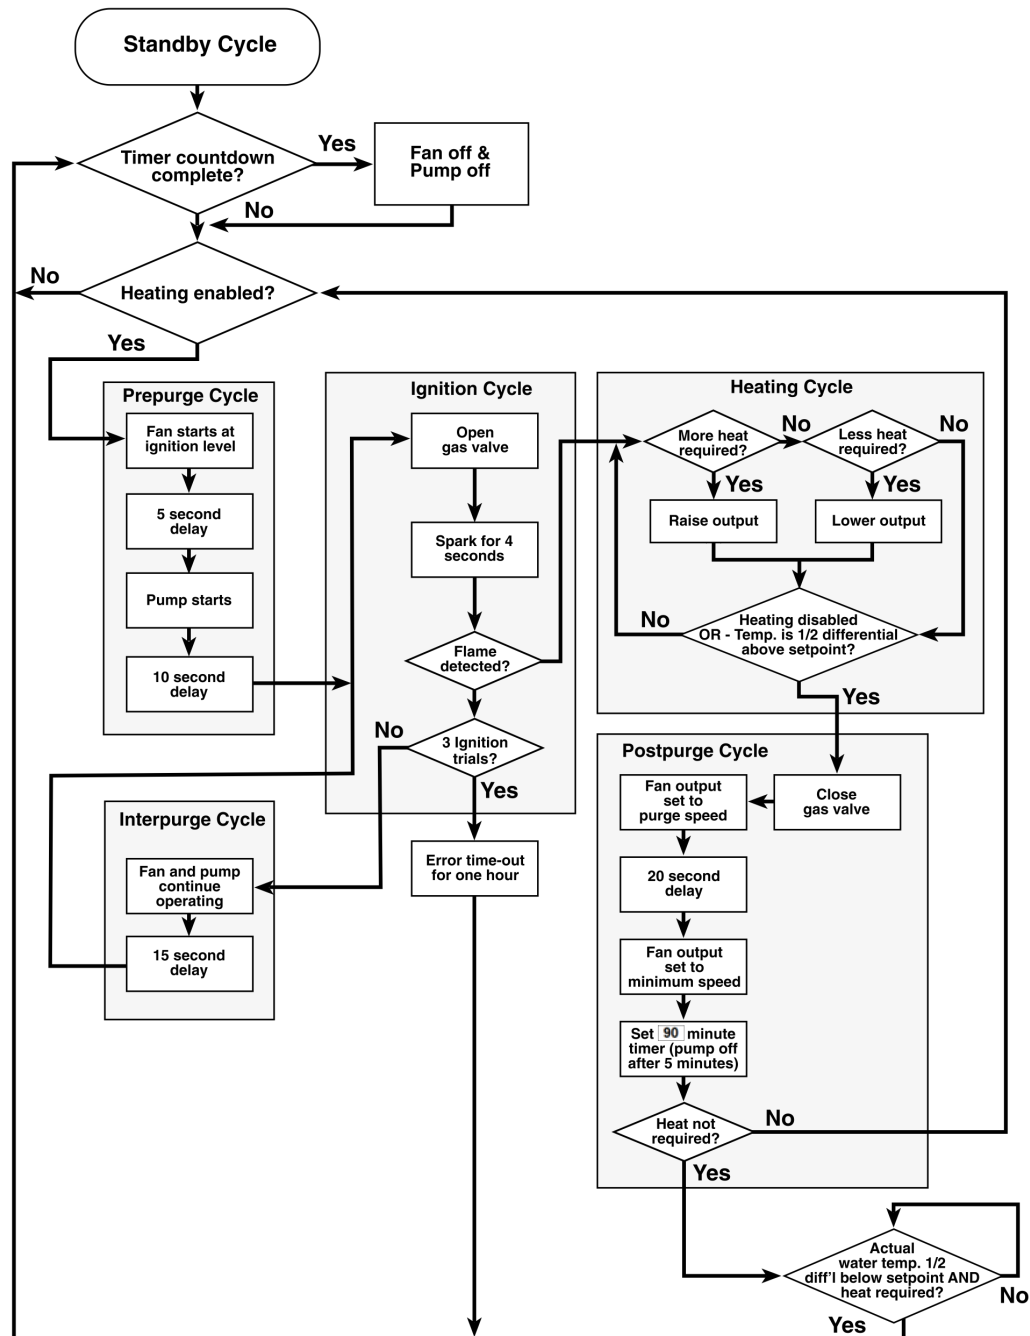 Standby Cycle
Timer countdown
complete?
Yes
Fan off &
Pump off
No
Heating enabled?
No
Yes
Prepurge Cycle
Fan starts at
ignition level
5 second
delay
Pump starts
10 second
delay
Ignition Cycle
Open
gas valve
Spark for 4
seconds
Flame
detected?
3 Ignition
trials?
No
Yes
Error time-out
for one hour
Interpurge Cycle
Fan and pump
continue
operating
15 second
delay
Heating Cycle
More heat
required?
No
Less heat
required?
No
Yes
Yes
Raise output
Lower output
No
Heating disabled
OR - Temp. is 1/2 differential
above setpoint?
Yes
Postpurge Cycle
Close
gas valve
Fan output
set to
purge speed
20 second
delay
Fan output
set to
minimum speed
Set 90 minute
timer (pump off
after 5 minutes)
Heat not
required?
No
Yes
Actual
water temp. 1/2
diff'l below setpoint AND
heat required?
No
Yes